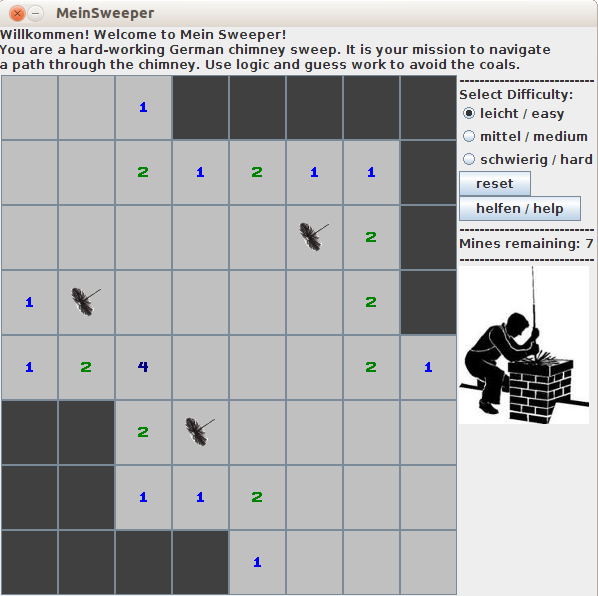 MeinSweeper
Willkommen! Welcome to Mein Sweeper!
You are a hard-working German chimney sweep. It is your mission to navigate
a path through the chimney. Use logic and guess work to avoid the coals.
Select Difficulty:
leicht / easy
mittel / medium
schwierig / hard
reset
helfen / help
Mines remaining: 7
1
2 1 2 1 1
2
1 2
1 2 4 2 1
2
1 1 2
1